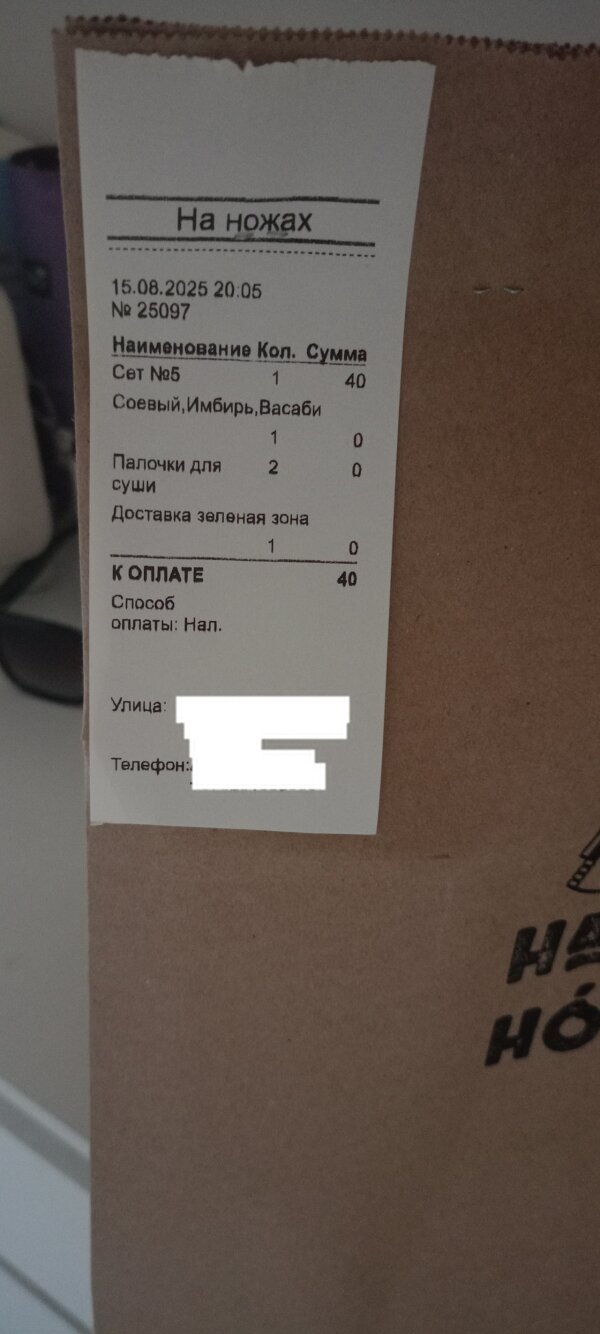 На ножах
15.08.2025 20:05
№ 25097
Наименование Кол. Сумма
Сет №5 1 40
Соевый,Имбирь,Васаби
1 0
Палочки для 2 0
суши
Доставка зеленая зона
1 0
К ОПЛАТЕ 40
Способ
оплаты: Нал.
Улица:
Телефон: